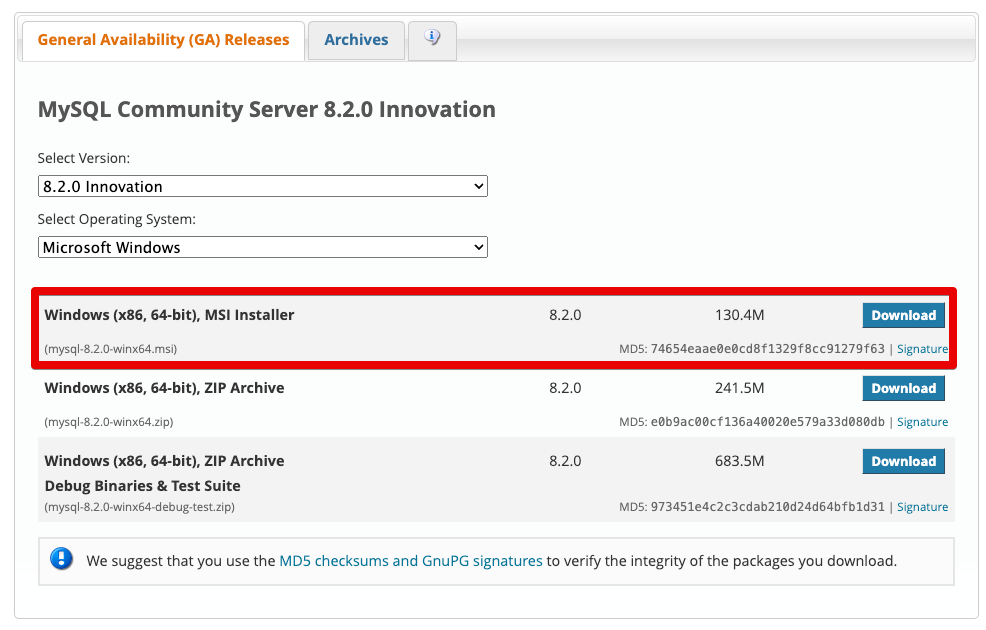 General Availability (GA) Releases Archives
MySQL Community Server 8.2.0 Innovation
Select Version:
8.2.0 Innovation
Select Operating System:
Microsoft Windows
Windows (x86, 64-bit), MSI Installer 8.2.0 130.4M Download
(mysql-8.2.0-winx64.msi) MD5: 74654eaae0e0cd8f1329f8cc91279f63 | Signature
Windows (x86, 64-bit), ZIP Archive 8.2.0 241.5M Download
(mysql-8.2.0-winx64.zip) MD5: e0b9ac00cf136a40020e579a33d080db | Signature
Windows (x86, 64-bit), ZIP Archive 8.2.0 683.5M Download
Debug Binaries & Test Suite
(mysql-8.2.0-winx64-debug-test.zip) MD5: 973451e4c2c3cdab210d24d64bfb1d31 | Signature
We suggest that you use the MD5 checksums and GnuPG signatures to verify the integrity of the packages you download.